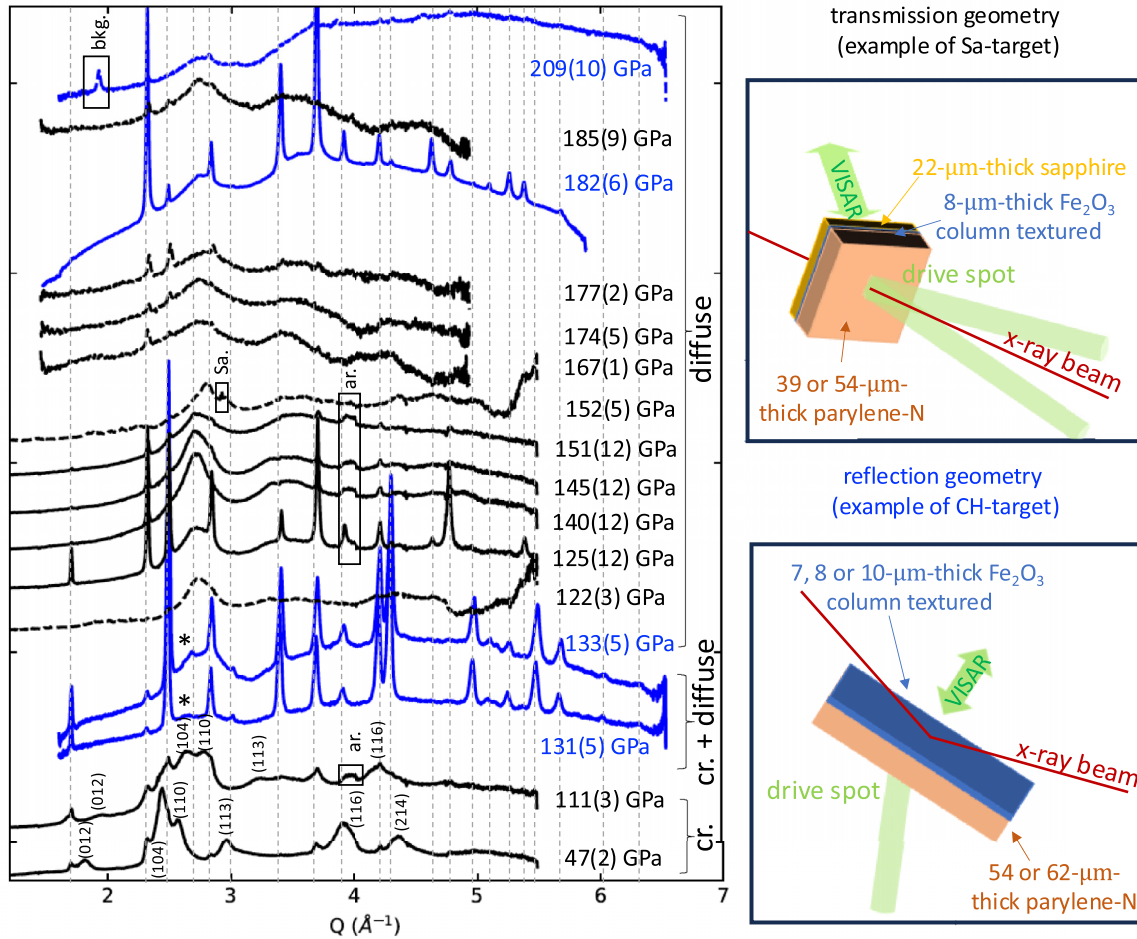 bkg.
209(10) GPa
185(9) GPa
182(6) GPa
177(2) GPa
174(5) GPa
167(1) GPa
Sa.
ar.
152(5) GPa
151(12) GPa
145(12) GPa
140(12) GPa
125(12) GPa
122(3) GPa
133(5) GPa
*
*
131(5) GPa
(012)
(104)
(110)
(113)
ar.
(116)
111(3) GPa
(012)
(104)
(110)
(113)
(116)
(214)
47(2) GPa
diffuse
cr. + diffuse
cr.
2 3 4 5 6 7
Q (Å⁻¹)
transmission geometry
(example of Sa-target)
VISAR
22-μm-thick sapphire
8-μm-thick Fe₂O₃
column textured
drive spot
x-ray beam
39 or 54-μm-
thick parylene-N
reflection geometry
(example of CH-target)
7, 8 or 10-μm-thick Fe₂O₃
column textured
VISAR
x-ray beam
drive spot
54 or 62-μm-
thick parylene-N